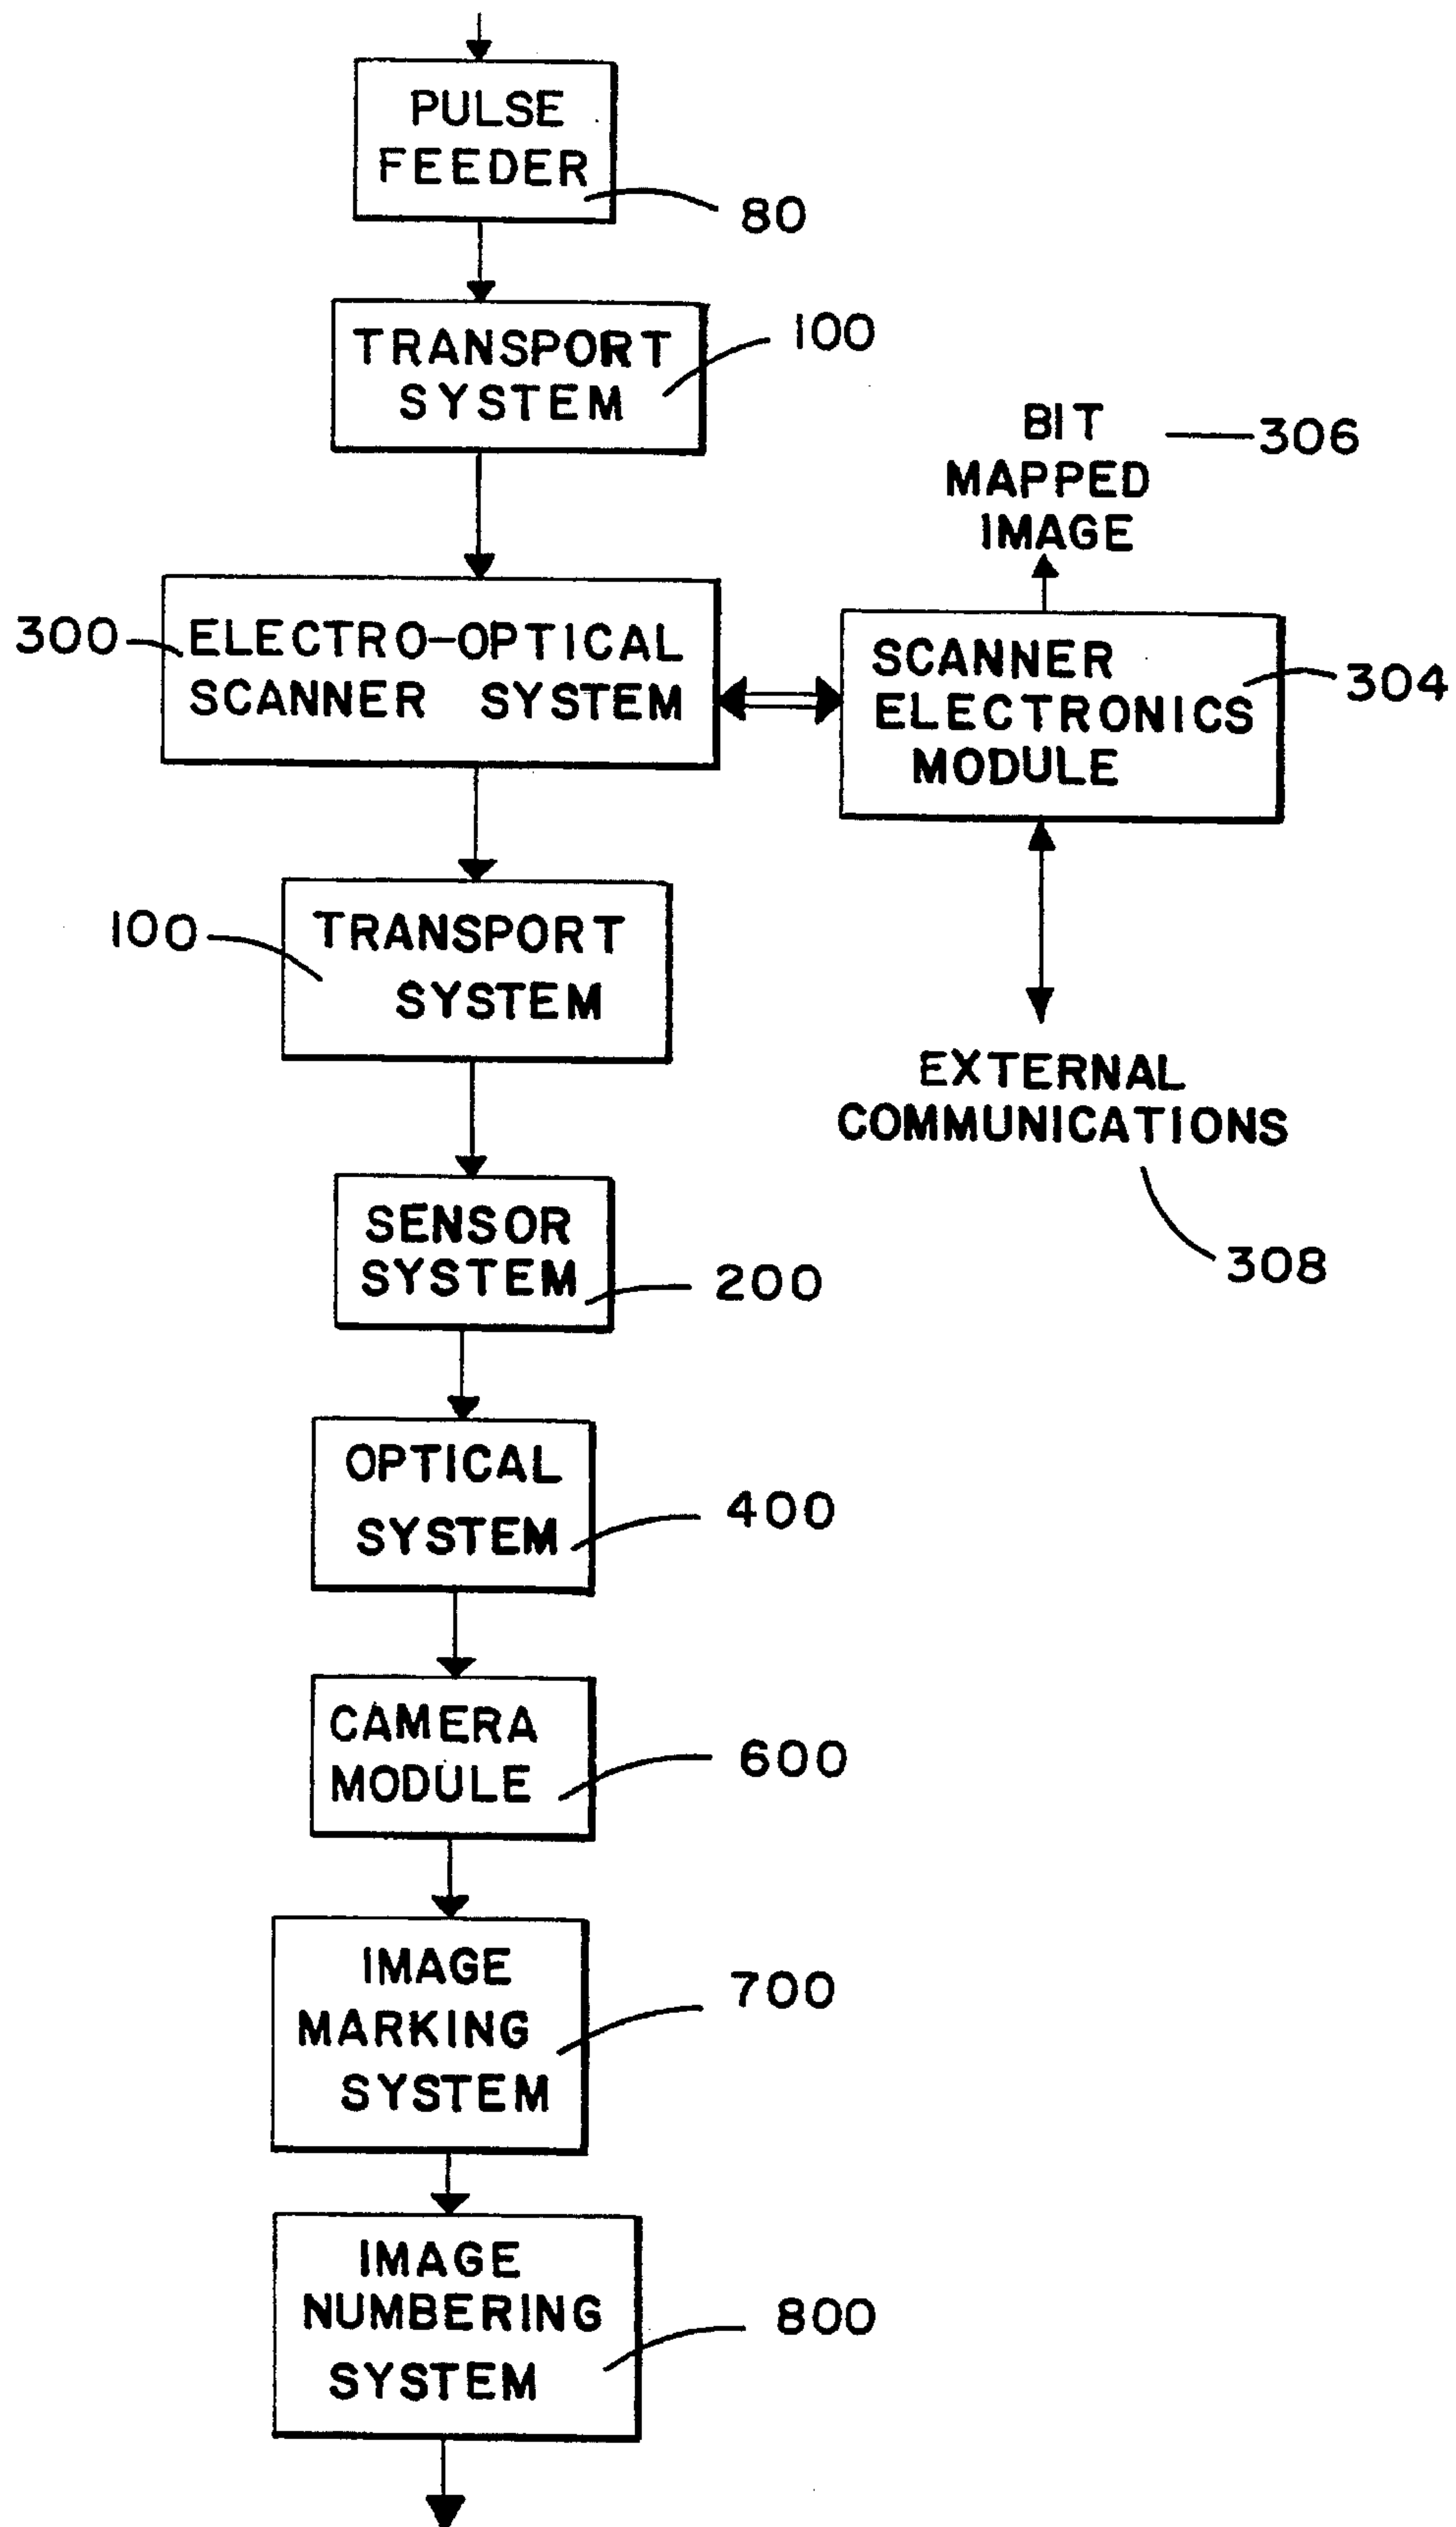 PULSE
FEEDER
80
TRANSPORT
SYSTEM
100
BIT
MAPPED
IMAGE
306
300
ELECTRO-OPTICAL
SCANNER SYSTEM
SCANNER
ELECTRONICS
MODULE
304
100
TRANSPORT
SYSTEM
EXTERNAL
COMMUNICATIONS
308
SENSOR
SYSTEM
200
OPTICAL
SYSTEM
400
CAMERA
MODULE
600
IMAGE
MARKING
SYSTEM
700
IMAGE
NUMBERING
SYSTEM
800